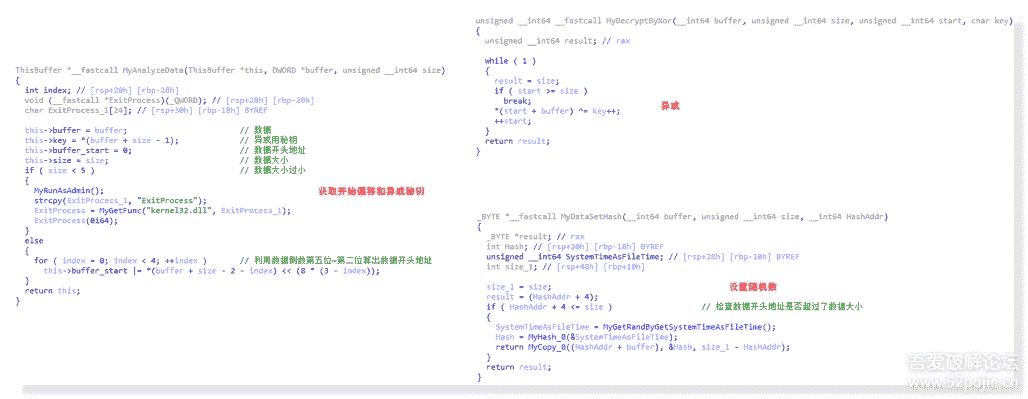 ThisBuffer *__fastcall MyAnalyzeData(ThisBuffer *this, DWORD *buffer, unsigned __int64 size)
{
int index; // [rsp+20h] [rbp-28h]
void (__fastcall *ExitProcess)(_QWORD); // [rsp+28h] [rbp-20h]
char ExitProcess_1[24]; // [rsp+30h] [rbp-18h] BYREF
this->buffer = buffer; // 数据
this->key = *(buffer + size - 1); // 异或用秘钥
this->buffer_start = 0; // 数据开头地址
this->size = size; // 数据大小
if ( size < 5 ) // 数据大小过小
{
MyRunAsAdmin();
strcpy(ExitProcess_1, "ExitProcess");
ExitProcess = MyGetFunc("kernel32.dll", ExitProcess_1);
ExitProcess(0i64);
}
else
{
for ( index = 0; index < 4; ++index ) // 利用数据倒数第五位~第二位算出数据开头地址
this->buffer_start |= *(buffer + size - 2 - index) << (8 * (3 - index));
}
return this;
}
获取开始偏移和异或秘钥
unsigned __int64 __fastcall MyDecryptByXor(__int64 buffer, unsigned __int64 size, unsigned __int64 start, char key)
{
unsigned __int64 result; // rax
while ( 1 )
{
result = size;
if ( start >= size )
break;
*(start + buffer) ^= key++;
++start;
}
return result;
}
异或
_BYTE *__fastcall MyDataSetHash(__int64 buffer, unsigned __int64 size, __int64 HashAddr)
{
_BYTE *result; // rax
int Hash; // [rsp+20h] [rbp-18h] BYREF
unsigned __int64 SystemTimeAsFileTime; // [rsp+28h] [rbp-10h] BYREF
int size_1; // [rsp+48h] [rbp+10h]
size_1 = size;
result = (HashAddr + 4);
if ( HashAddr + 4 <= size ) // 检查数据开头地址是否超过了数据大小
{
SystemTimeAsFileTime = MyGetRandByGetSystemTimeAsFileTime();
Hash = MyHash_0(&SystemTimeAsFileTime);
return MyCopy_0((HashAddr + buffer), &Hash, size_1 - HashAddr);
}
return result;
}
设置随机数
吾爱破解论坛
www.52pojie.cn